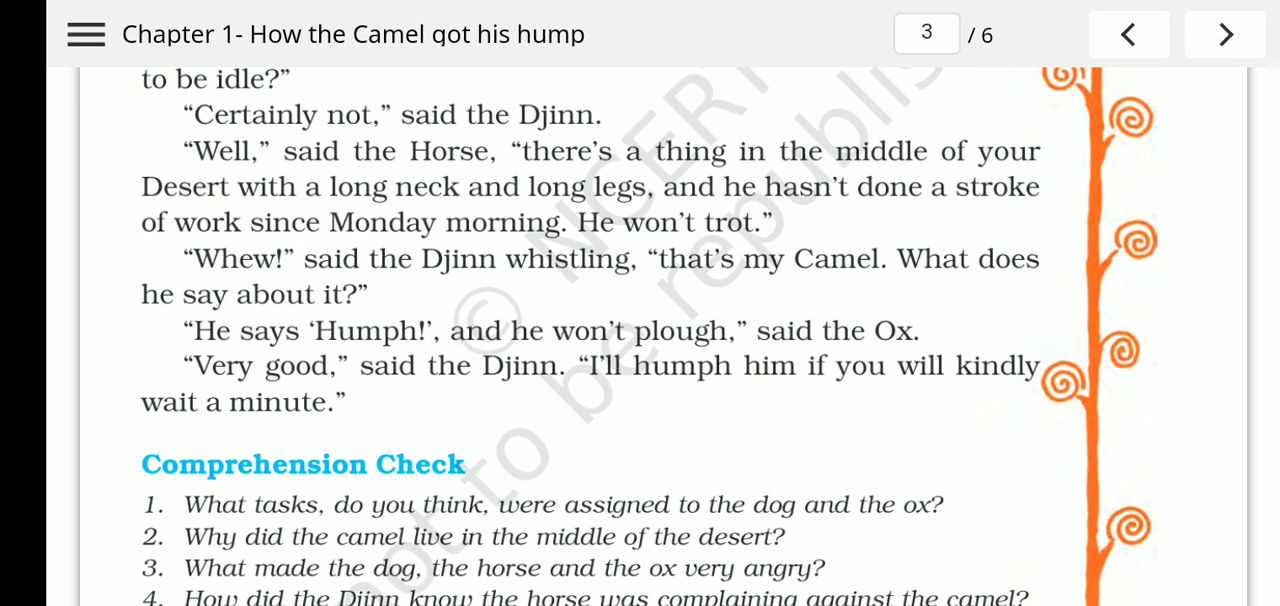 Chapter 1- How the Camel got his hump
3 / 6
to be idle?”
“Certainly not,” said the Djinn.
“Well,” said the Horse, “there’s a thing in the middle of your
Desert with a long neck and long legs, and he hasn’t done a stroke
of work since Monday morning. He won’t trot.”
“Whew!” said the Djinn whistling, “that’s my Camel. What does
he say about it?”
“He says ‘Humph!’, and he won’t plough,” said the Ox.
“Very good,” said the Djinn. “I’ll humph him if you will kindly
wait a minute.”
Comprehension Check
1. What tasks, do you think, were assigned to the dog and the ox?
2. Why did the camel live in the middle of the desert?
3. What made the dog, the horse and the ox very angry?
4. How did the Djinn know the horse was complaining against the camel?
© NCERT
not to be republis